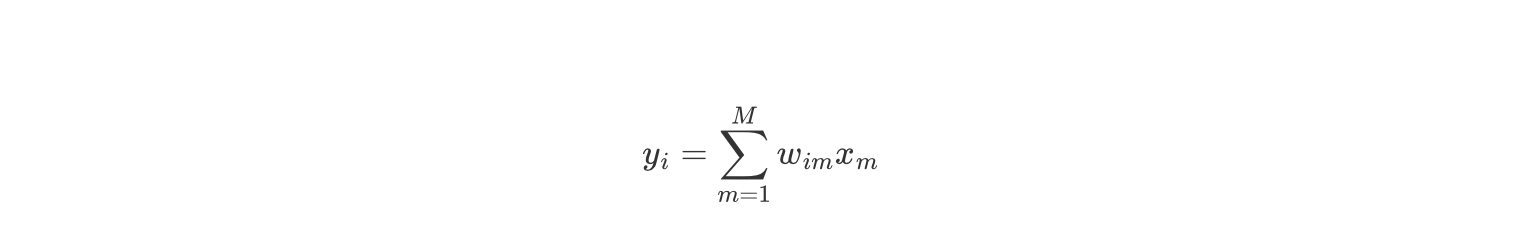 $$y_i = \sum_{m=1}^{M} w_{im} x_m$$